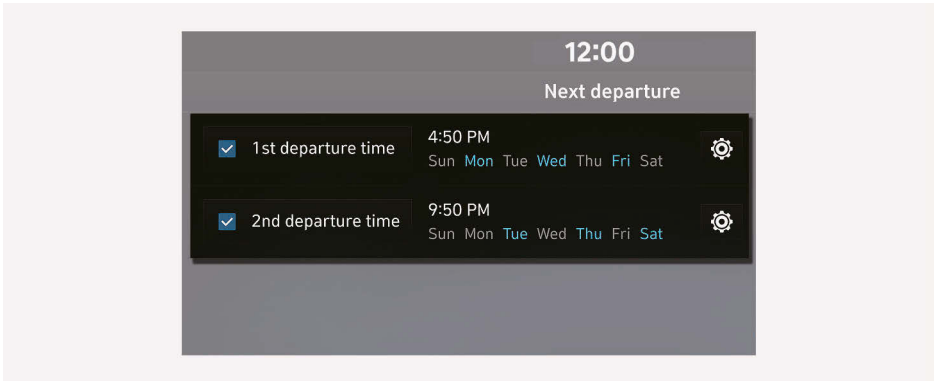 12:00
Next departure
1st departure time
4:50 PM
Sun Mon Tue Wed Thu Fri Sat
2nd departure time
9:50 PM
Sun Mon Tue Wed Thu Fri Sat